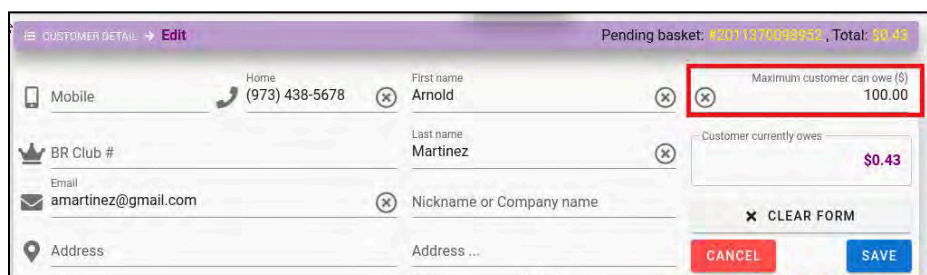 CUSTOMER DETAIL → Edit Pending basket: #2011370098952 , Total: $0.43
Home First name Maximum customer can owe ($)
Mobile (973) 438-5678 Arnold 100.00
Last name Customer currently owes
BR Club # Martinez $0.43
Email
amartinez@gmail.com Nickname or Company name
CLEAR FORM
Address Address ... CANCEL SAVE